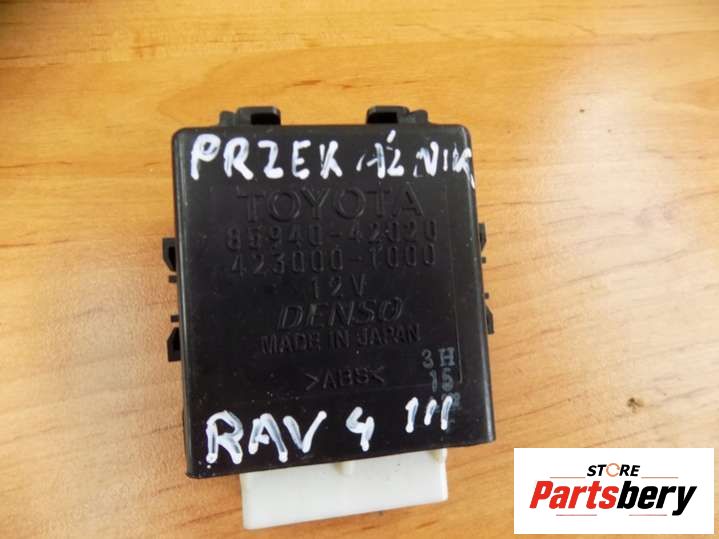 PRZEKAŹNIK
TOYOTA
85940-42020
423000-1000
12V
DENSO
MADE IN JAPAN
>ABS<
3H
15
RAV 4 III
STORE
Partsbery